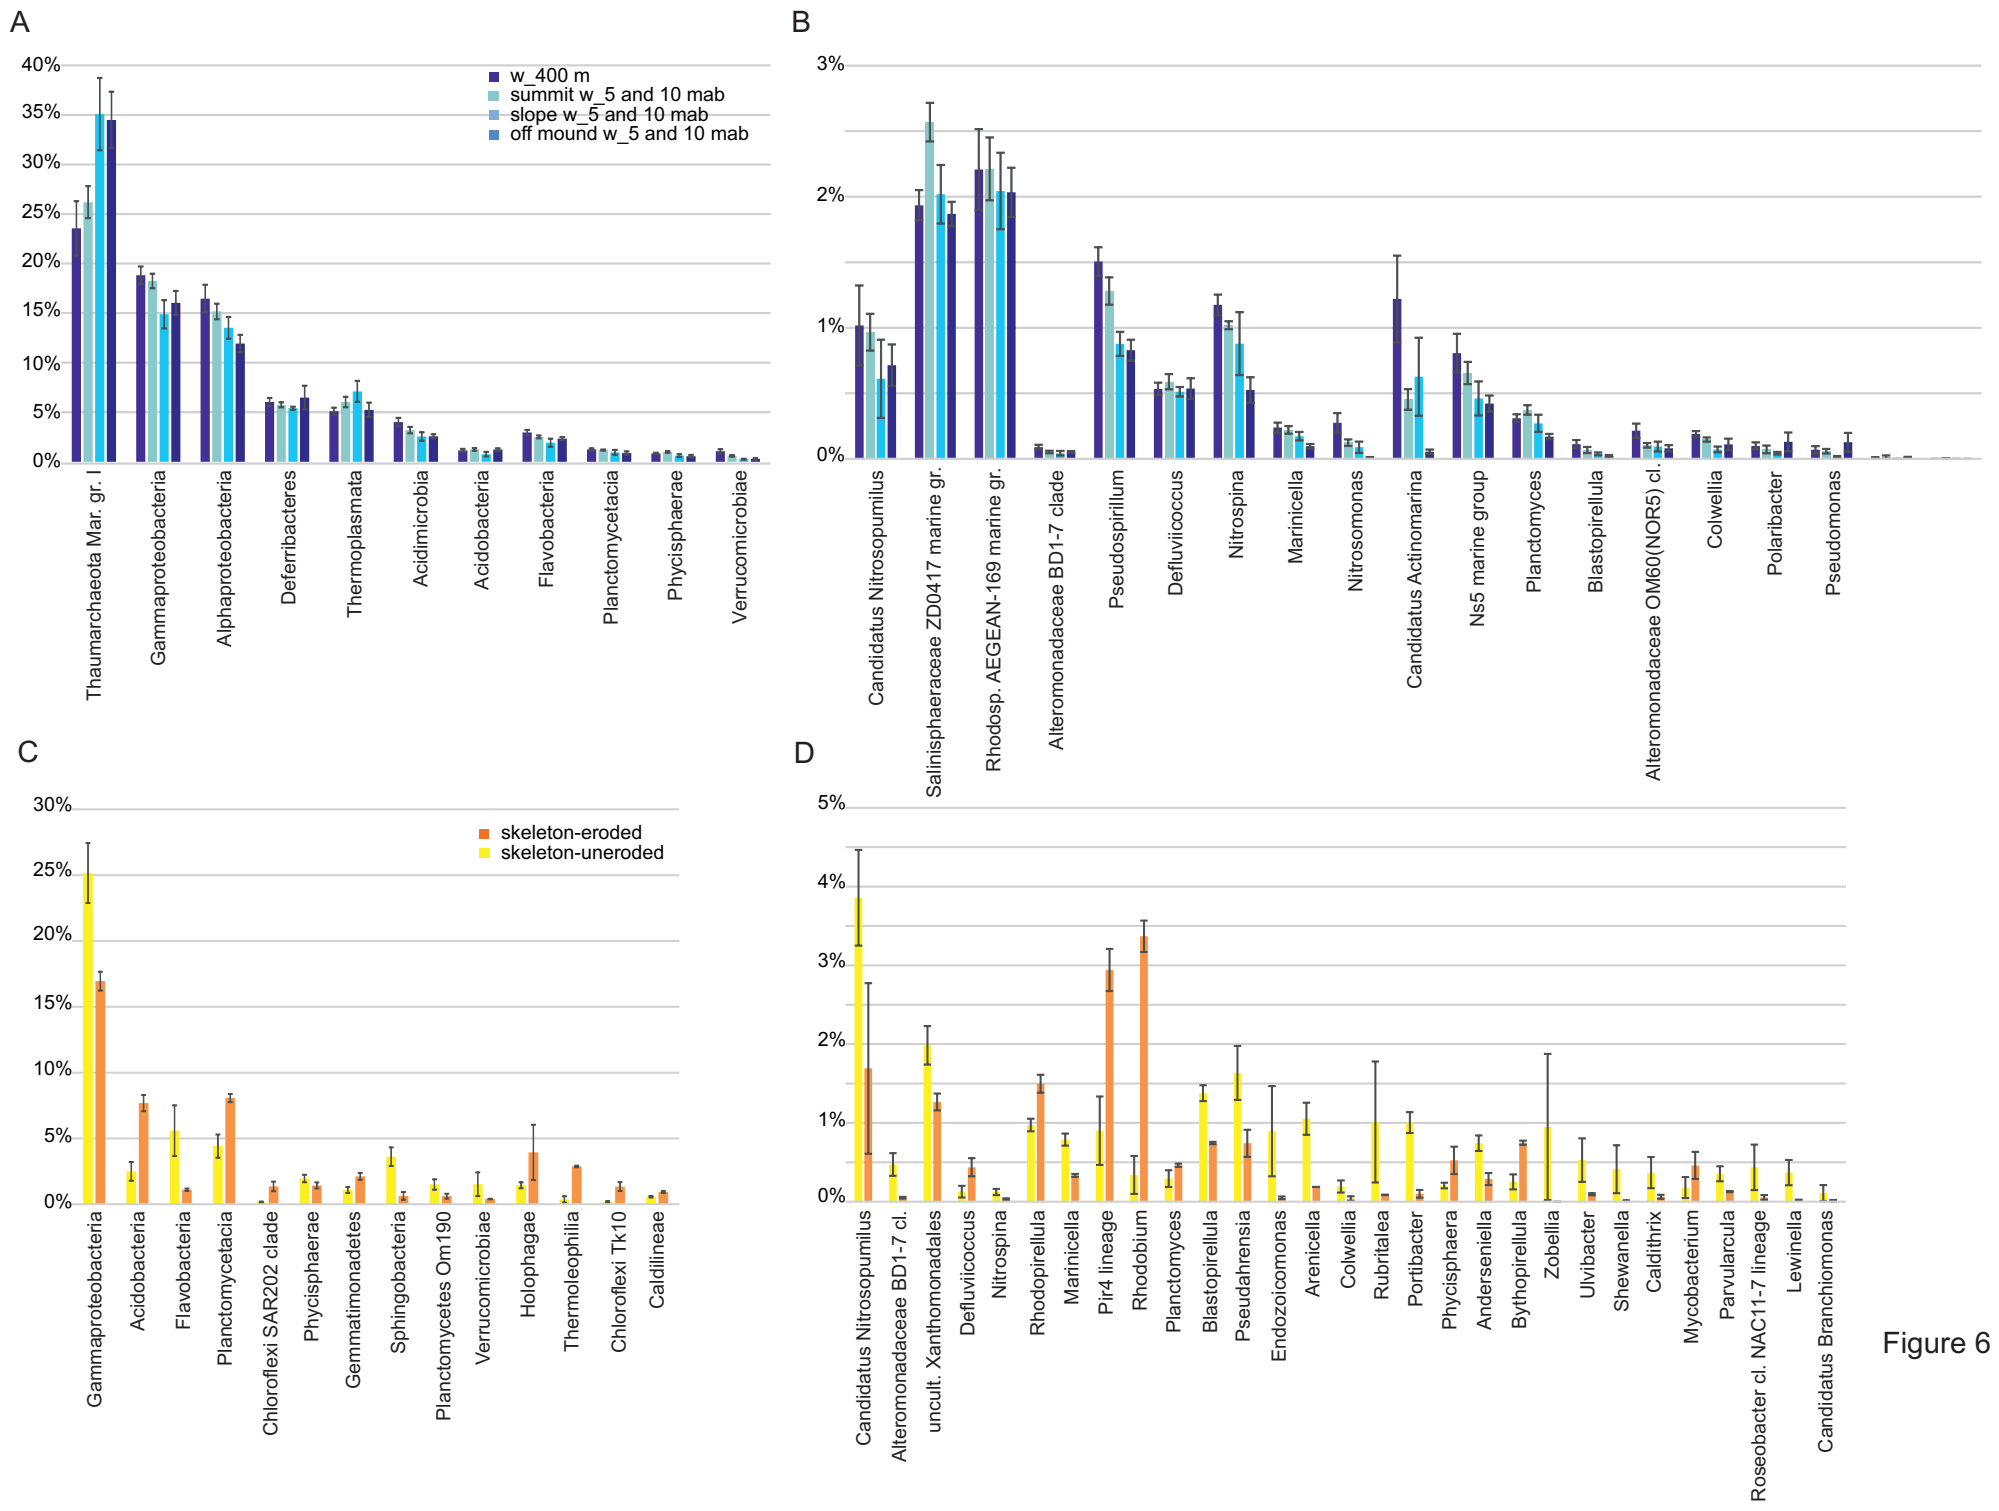 A
40%
35%
30%
25%
20%
15%
10%
5%
0%
w_400 m
summit w_5 and 10 mab
slope w_5 and 10 mab
off mound w_5 and 10 mab
Thaumarchaeota Mar. gr. I
Gammaproteobacteria
Alphaproteobacteria
Deferribacteres
Thermoplasmata
Acidimicrobia
Acidobacteria
Flavobacteria
Planctomycetacia
Phycisphaerae
Verrucomicrobiae
B
3%
2%
1%
0%
Candidatus Nitrosopumilus
Salinisphaeraceae ZD0417 marine gr.
Rhodosp. AEGEAN-169 marine gr.
Alteromonadaceae BD1-7 clade
Pseudospirillum
Defluviicoccus
Nitrospina
Marinicella
Nitrosomonas
Candidatus Actinomarina
Ns5 marine group
Planctomyces
Blastopirellula
Alteromonadaceae OM60(NOR5) cl.
Colwellia
Polaribacter
Pseudomonas
C
30%
25%
20%
15%
10%
5%
0%
skeleton-eroded
skeleton-uneroded
Gammaproteobacteria
Acidobacteria
Flavobacteria
Planctomycetacia
Chloroflexi SAR202 clade
Phycisphaerae
Gemmatimonadetes
Sphingobacteria
Planctomycetes Om190
Verrucomicrobiae
Holophagae
Thermoleophilia
Chloroflexi Tk10
Caldilineae
D
5%
4%
3%
2%
1%
0%
Candidatus Nitrosopumilus
Alteromonadaceae BD1-7 cl.
uncult. Xanthomonadales
Defluviicoccus
Nitrospina
Rhodopirellula
Marinicella
Pir4 lineage
Rhodobium
Planctomyces
Blastopirellula
Pseudahrensia
Endozoicomonas
Arenicella
Colwellia
Rubritalea
Portibacter
Phycisphaera
Anderseniella
Bythopirellula
Zobellia
Ulvibacter
Shewanella
Caldithrix
Mycobacterium
Parvularcula
Roseobacter cl. NAC11-7 lineage
Lewinella
Candidatus Branchiomonas
Figure 6